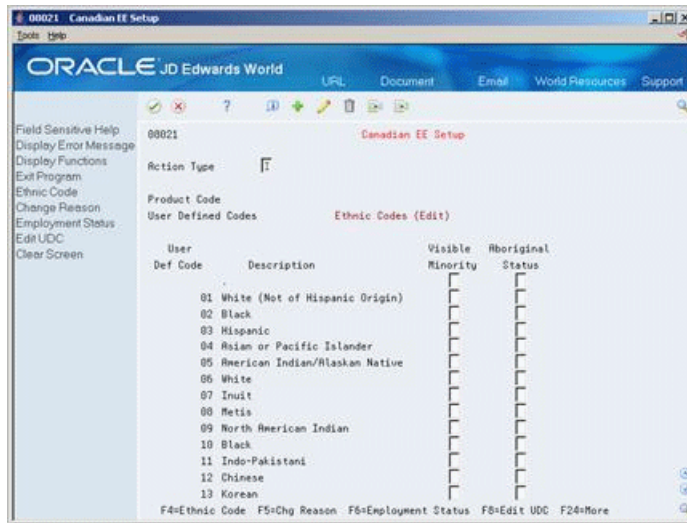 00021 Canadian EE Setup
Tools Help
ORACLE JD Edwards World
URL Document Email World Resources Support
Field Sensitive Help
Display Error Message
Display Functions
Exit Program
Ethnic Code
Change Reason
Employment Status
Edit UDC
Clear Screen
00021 Canadian EE Setup
Action Type I
Product Code
User Defined Codes Ethnic Codes (Edit)
User Visible Aboriginal
Def Code Description Minority Status
.
01 White (Not of Hispanic Origin)
02 Black
03 Hispanic
04 Asian or Pacific Islander
05 American Indian/Alaskan Native
06 White
07 Inuit
08 Metis
09 North American Indian
10 Black
11 Indo-Pakistani
12 Chinese
13 Korean
F4=Ethnic Code F5=Chg Reason F6=Employment Status F8=Edit UDC F24=More